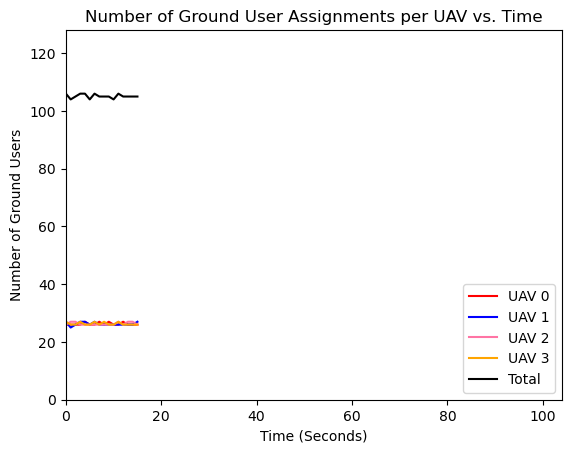 Number of Ground User Assignments per UAV vs. Time
Number of Ground Users
120
100
80
60
40
20
0
0 20 40 60 80 100
Time (Seconds)
UAV 0
UAV 1
UAV 2
UAV 3
Total